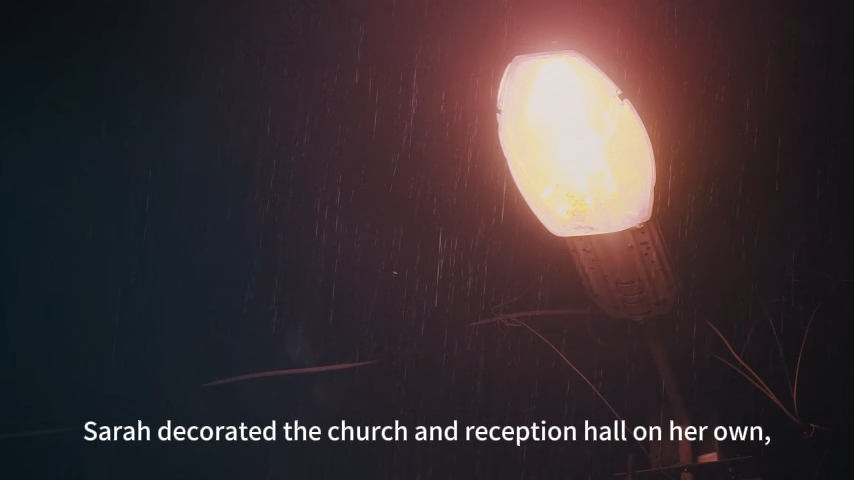 Sarah decorated the church and reception hall on her own,